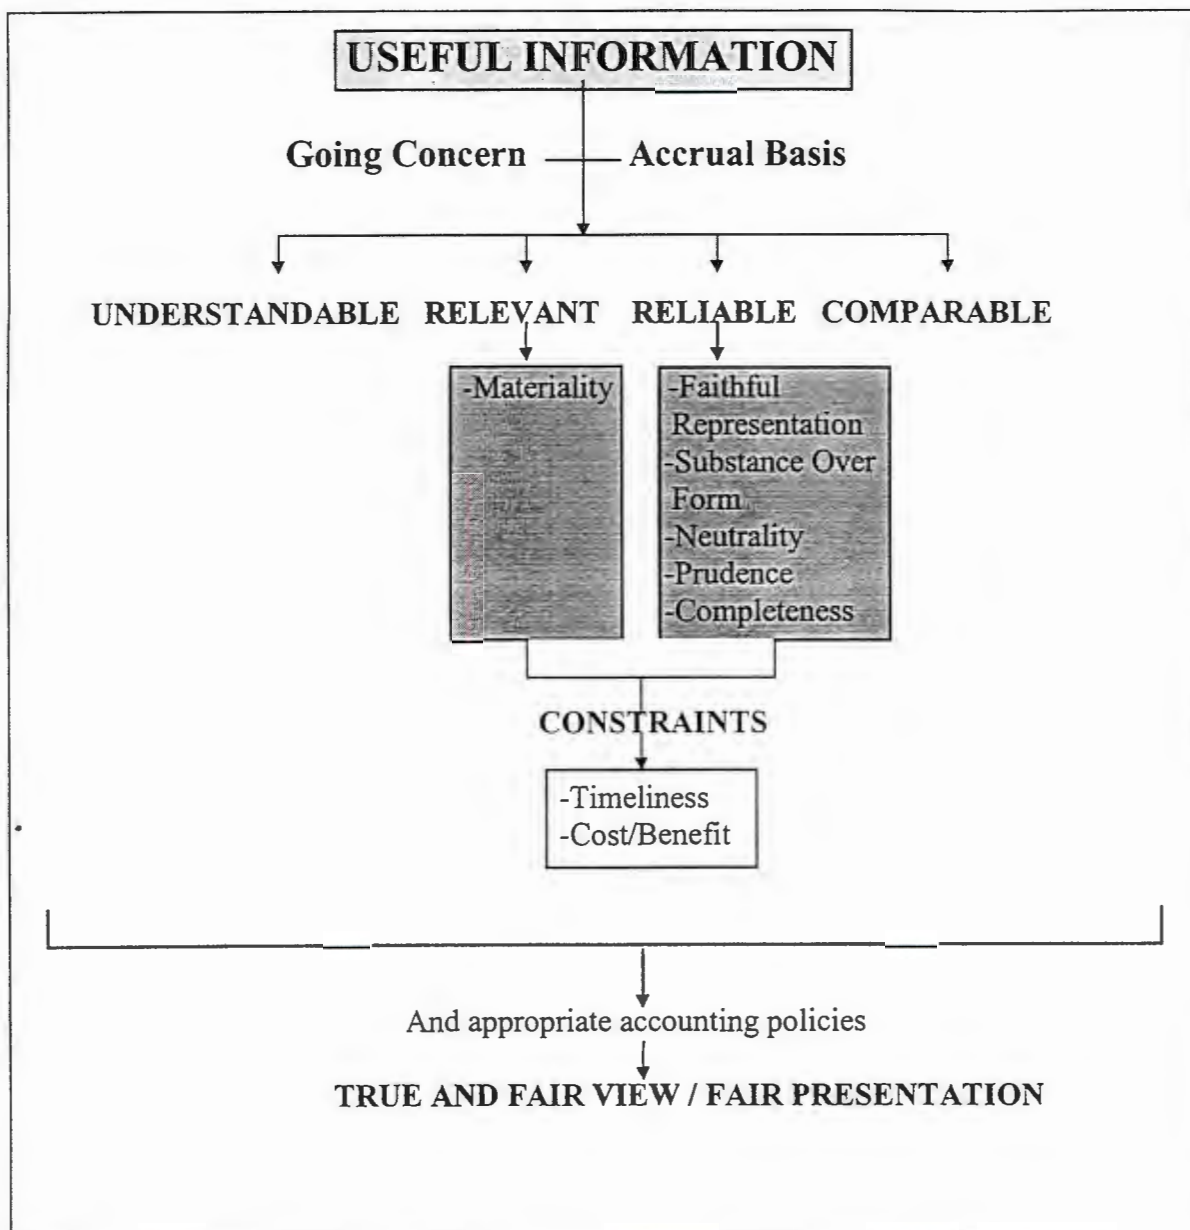 USEFUL INFORMATION
Going Concern
Accrual Basis
UNDERSTANDABLE RELEVANT RELIABLE COMPARABLE
-Materiality
-Faithful
Representation
-Substance Over
Form
-Neutrality
-Prudence
-Completeness
CONSTRAINTS
-Timeliness
-Cost/Benefit
And appropriate accounting policies
TRUE AND FAIR VIEW / FAIR PRESENTATION